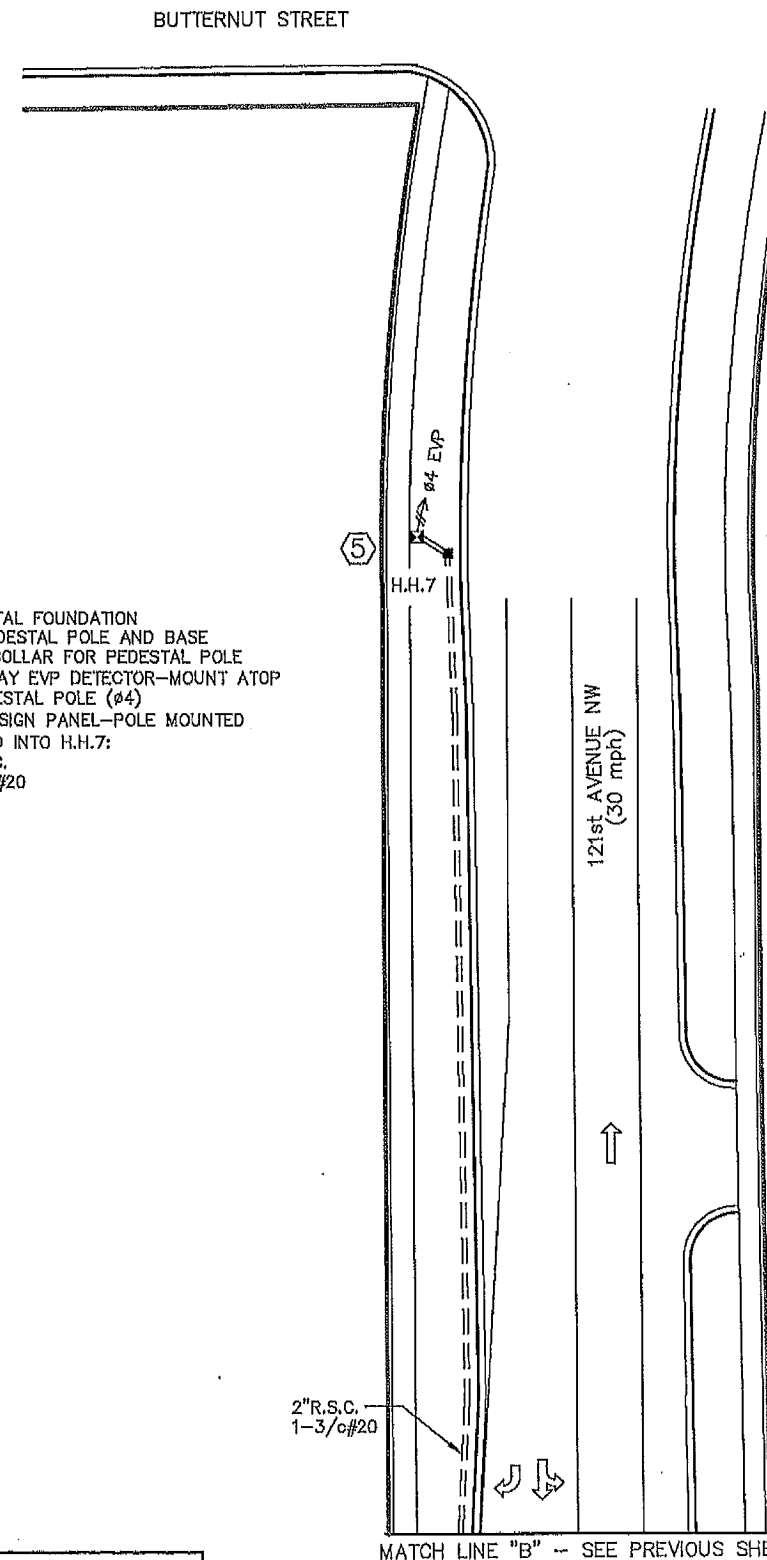 BUTTERNUT STREET
ø4 EVP
5
H.H.7
TAL FOUNDATION
DESTAL POLE AND BASE
COLLAR FOR PEDESTAL POLE
AY EVP DETECTOR-MOUNT ATOP
ESTAL POLE (ø4)
SIGN PANEL-POLE MOUNTED
D INTO H.H.7:
C.
#20
121st AVENUE NW
(30 mph)
2"R.S.C.
1-3/c#20
MATCH LINE "B" - SEE PREVIOUS SHE